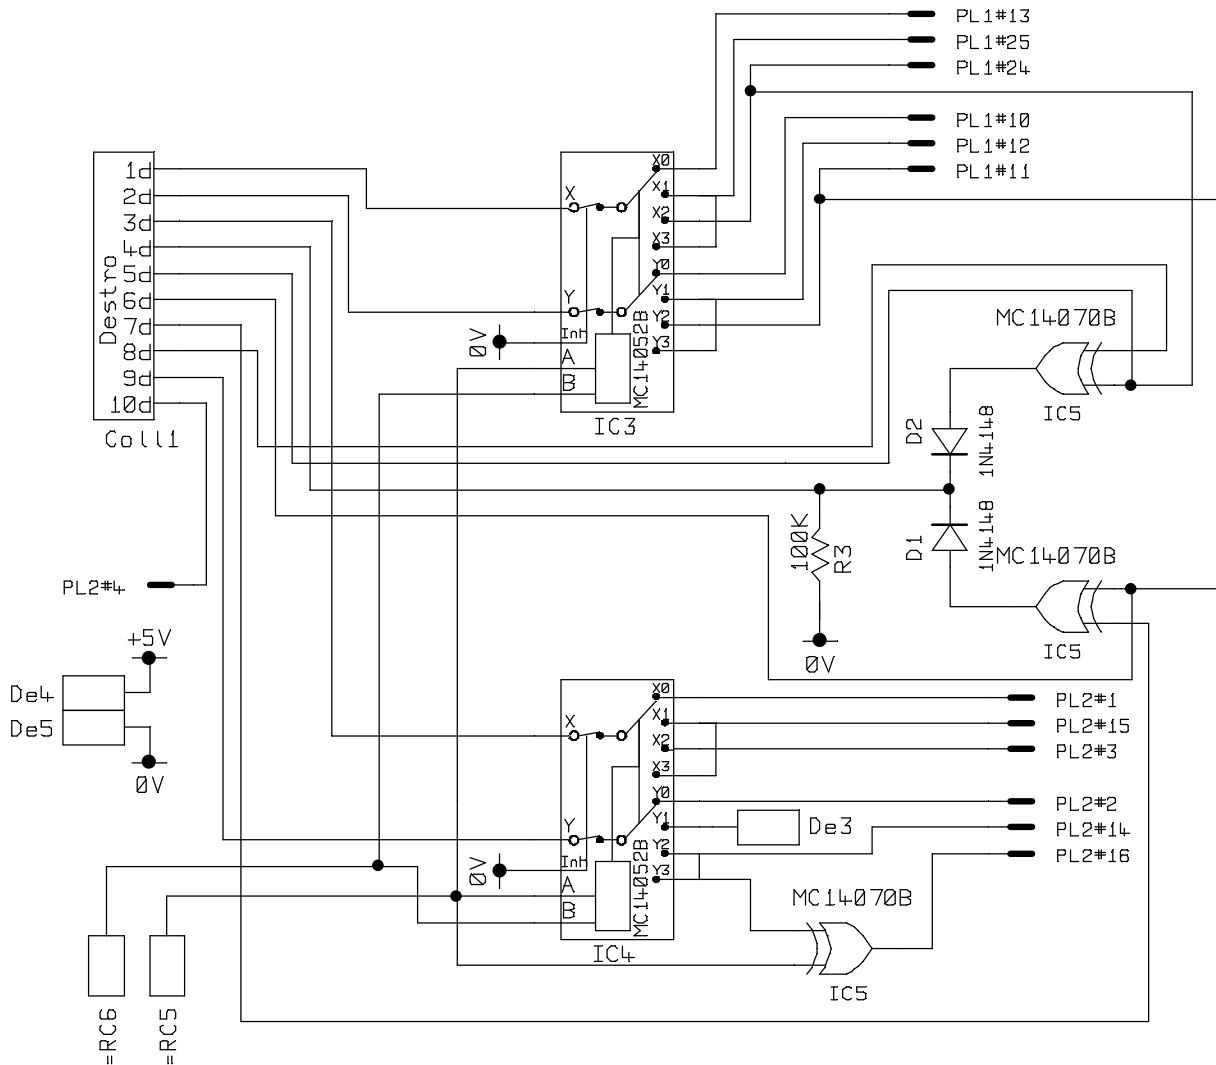 PL1#13
PL1#25
PL1#24
PL1#10
PL1#12
PL1#11
1d
2d
3d
4d
5d
6d
7d
8d
9d
10d
Destro
Coll1
X
Y
Inh
A
B
0V
X0
X1
X2
X3
Y0
Y1
Y2
Y3
MC14052B
IC3
MC14070B
IC5
D2
1N4148
D1
1N4148
MC14070B
IC5
100K
R3
0V
PL2#4
+5V
De4
De5
0V
X
Y
Inh
A
B
0V
X0
X1
X2
X3
Y0
Y1
Y2
Y3
MC14052B
IC4
De3
PL2#1
PL2#15
PL2#3
PL2#2
PL2#14
PL2#16
MC14070B
IC5
=RC6
=RC5